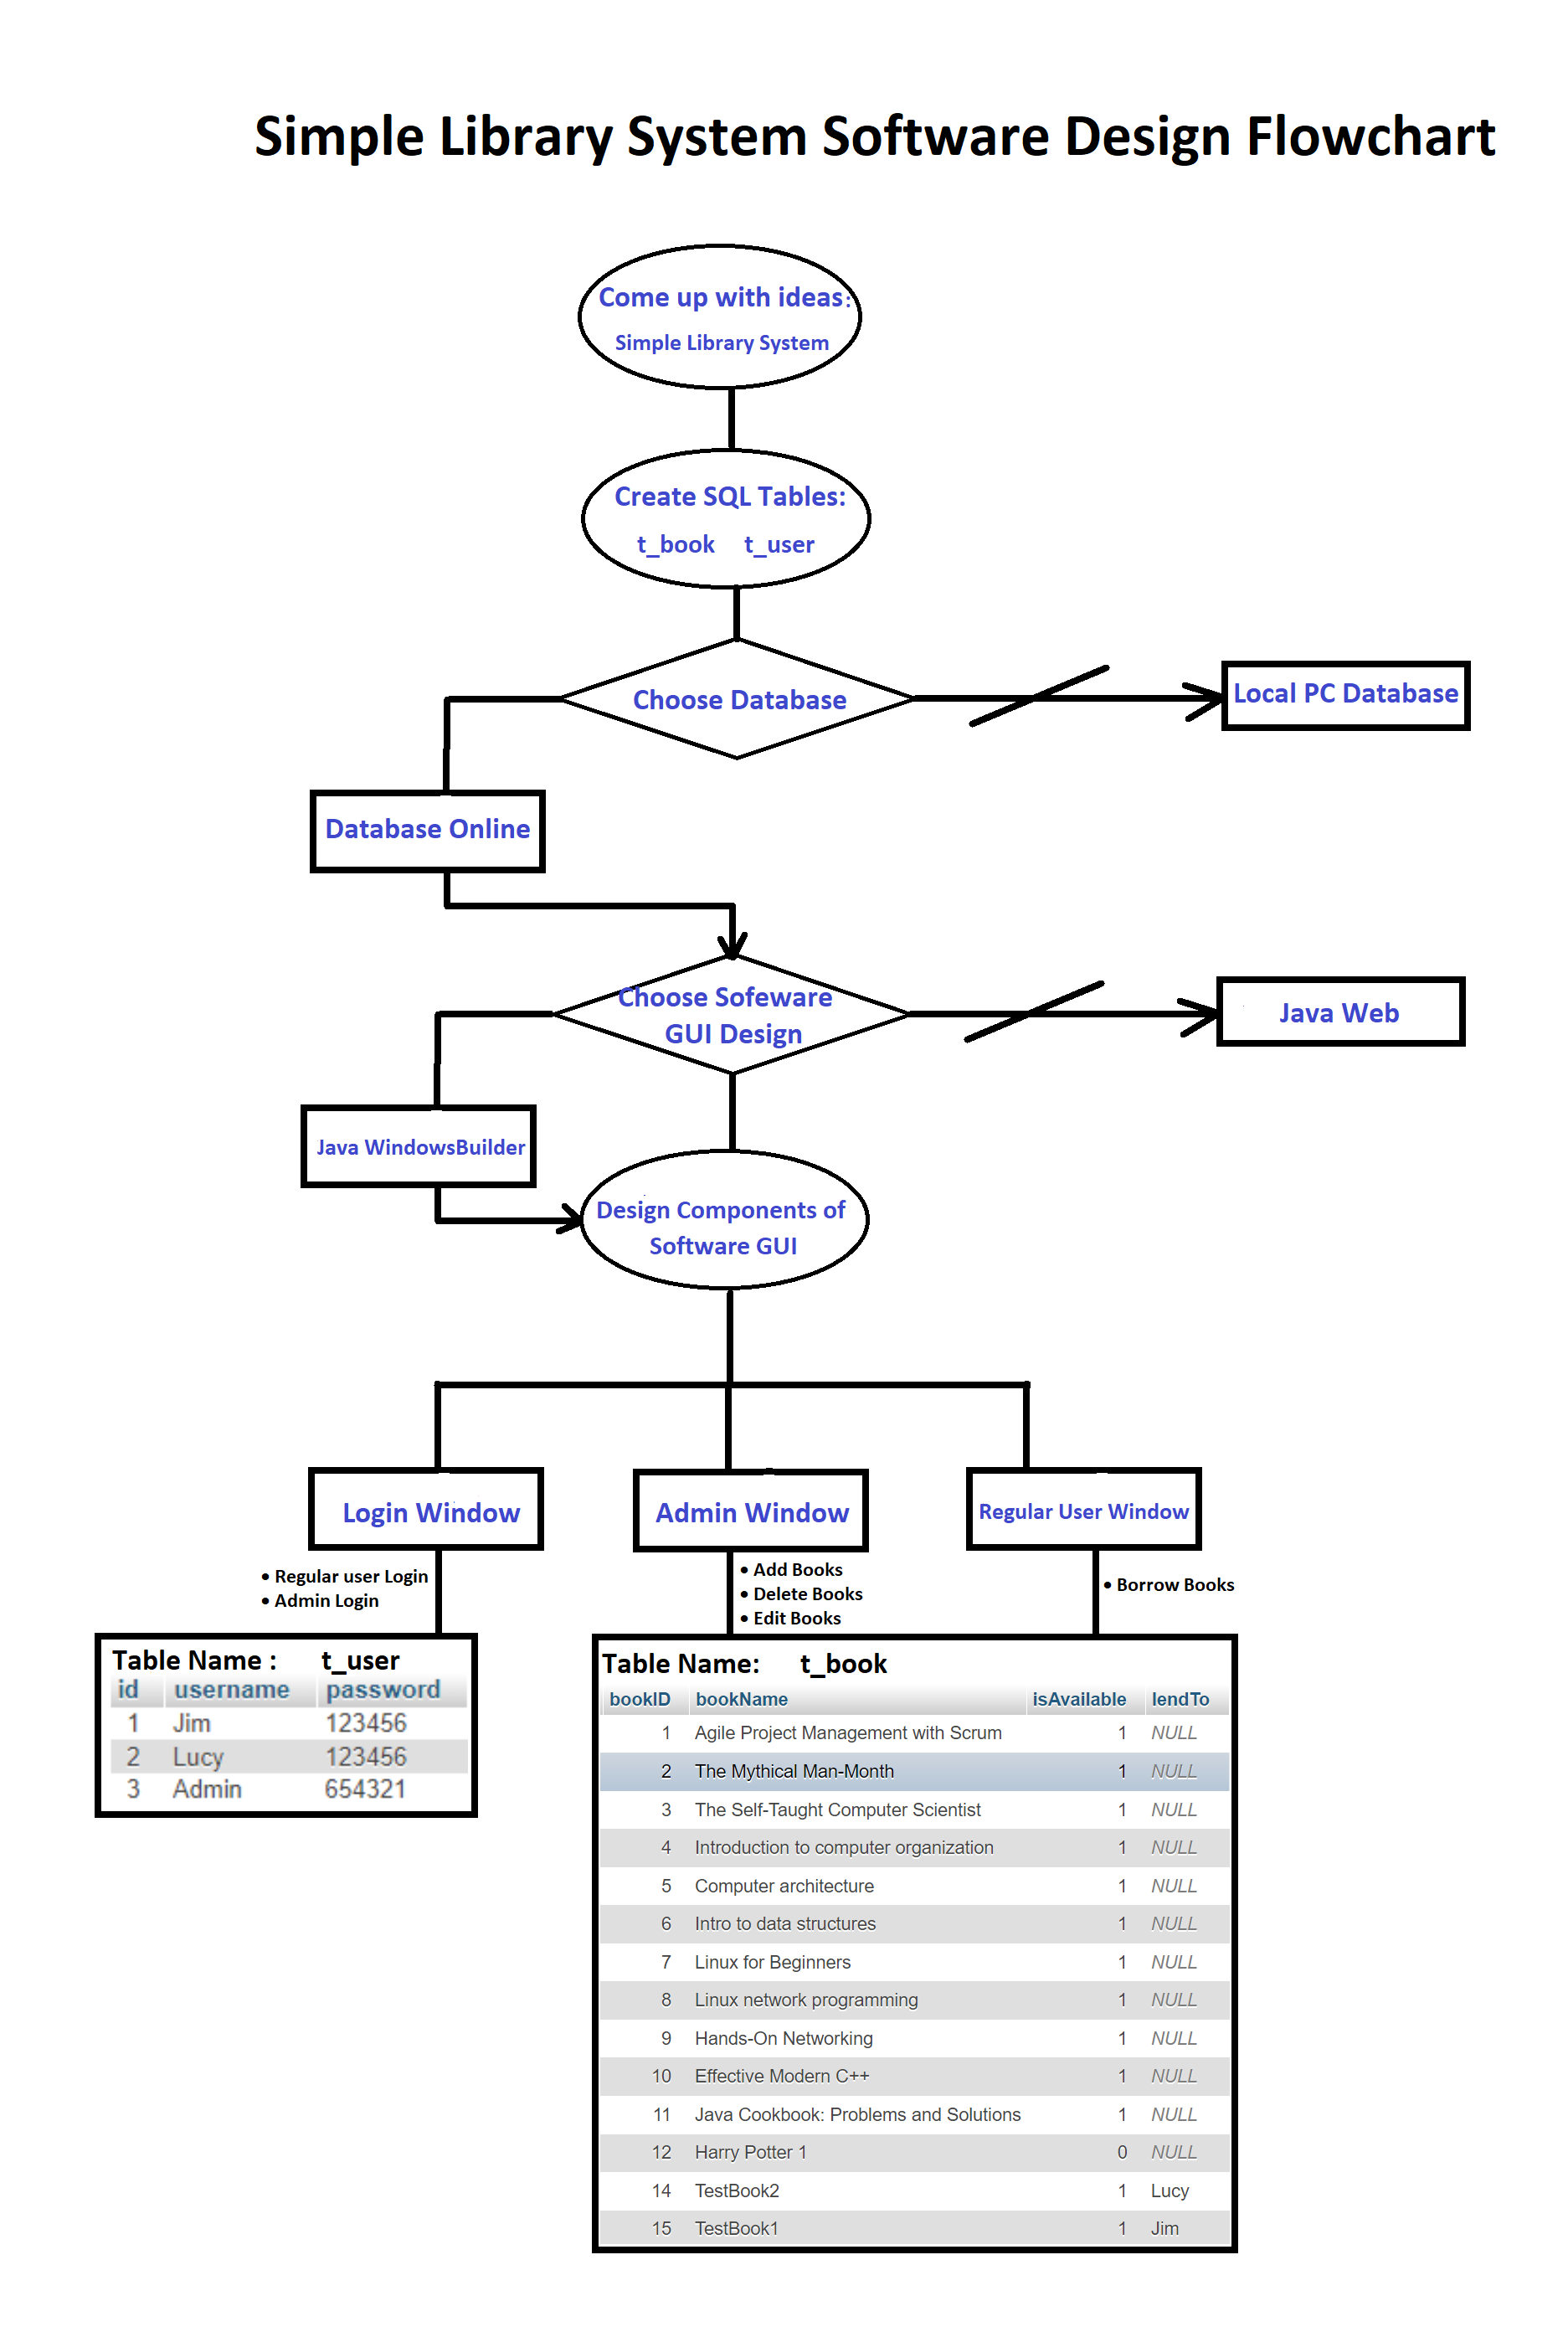 Simple Library System Software Design Flowchart
Come up with ideas:
Simple Library System
Create SQL Tables:
t_book t_user
Choose Database
Local PC Database
Database Online
Choose Sofeware
GUI Design
Java Web
Java WindowsBuilder
Design Components of
Software GUI
Login Window
Admin Window
Regular User Window
• Regular user Login
• Admin Login
• Add Books
• Delete Books
• Edit Books
• Borrow Books
Table Name : t_user
id username password
1 Jim 123456
2 Lucy 123456
3 Admin 654321
Table Name: t_book
bookID bookName isAvailable lendTo
1 Agile Project Management with Scrum 1 NULL
2 The Mythical Man-Month 1 NULL
3 The Self-Taught Computer Scientist 1 NULL
4 Introduction to computer organization 1 NULL
5 Computer architecture 1 NULL
6 Intro to data structures 1 NULL
7 Linux for Beginners 1 NULL
8 Linux network programming 1 NULL
9 Hands-On Networking 1 NULL
10 Effective Modern C++ 1 NULL
11 Java Cookbook: Problems and Solutions 1 NULL
12 Harry Potter 1 0 NULL
14 TestBook2 1 Lucy
15 TestBook1 1 Jim